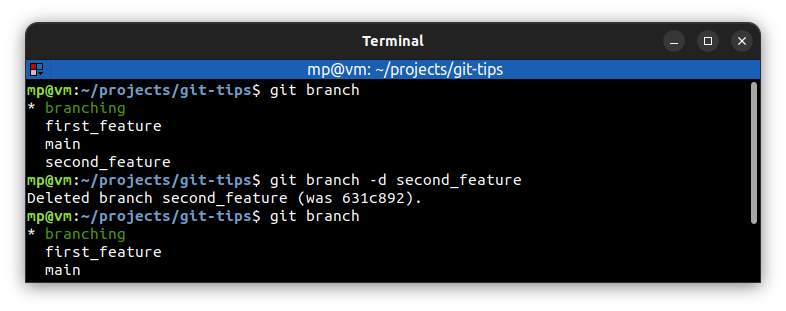 Terminal
mp@vm: ~/projects/git-tips
mp@vm:~/projects/git-tips$ git branch
* branching
  first_feature
  main
  second_feature
mp@vm:~/projects/git-tips$ git branch -d second_feature
Deleted branch second_feature (was 631c892).
mp@vm:~/projects/git-tips$ git branch
* branching
  first_feature
  main